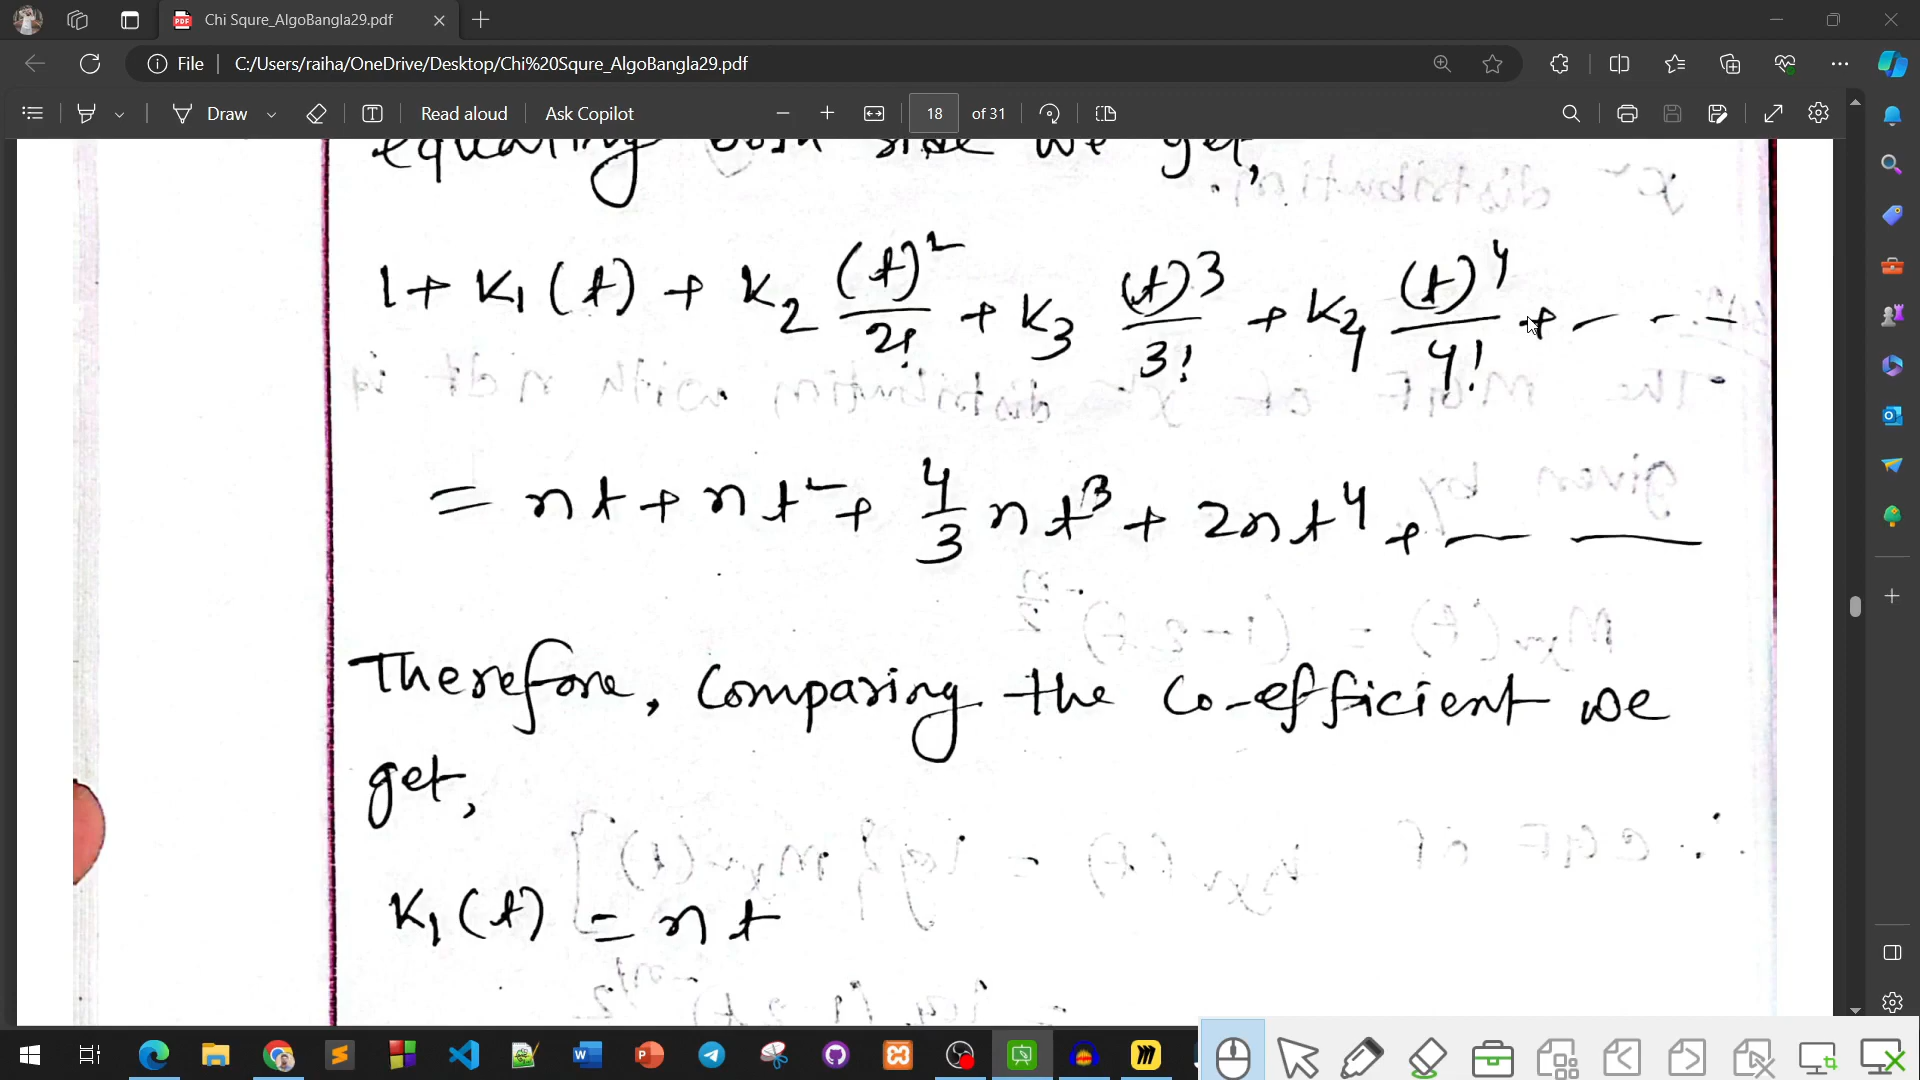 Chi Squre_AlgoBangla29.pdf
File
C:/Users/raiha/OneDrive/Desktop/Chi%20Squre_AlgoBangla29.pdf
Draw
Read aloud
Ask Copilot
18 of 31
equating both side we get,
1 + K₁ (t) + K₂ (t)²/2! + K₃ (t)³/3! + K₄ (t)⁴/4! + - - -
= nt + nt² + 4/3 nt³ + 2nt⁴ + — —
Therefore, Comparing the Co-efficient we
get,
K₁ (t) = nt